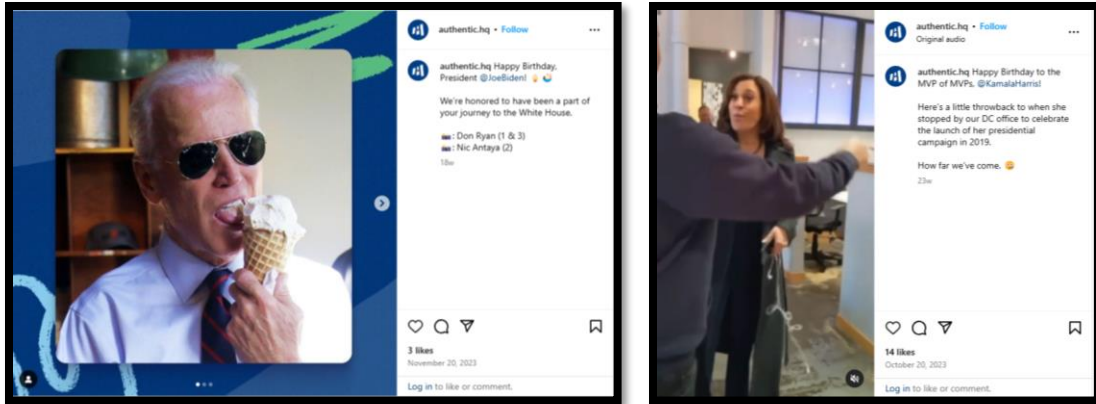 authentic.hq • Follow
authentic.hq Happy Birthday,
President @JoeBiden!
We're honored to have been a part of
your journey to the White House.
: Don Ryan (1 & 3)
: Nic Antaya (2)
18w
3 likes
November 20, 2023
Log in to like or comment.
authentic.hq • Follow
Original audio
authentic.hq Happy Birthday to the
MVP of MVPs, @KamalaHarris!
Here's a little throwback to when she
stopped by our DC office to celebrate
the launch of her presidential
campaign in 2019.
How far we've come.
23w
14 likes
October 20, 2023
Log in to like or comment.